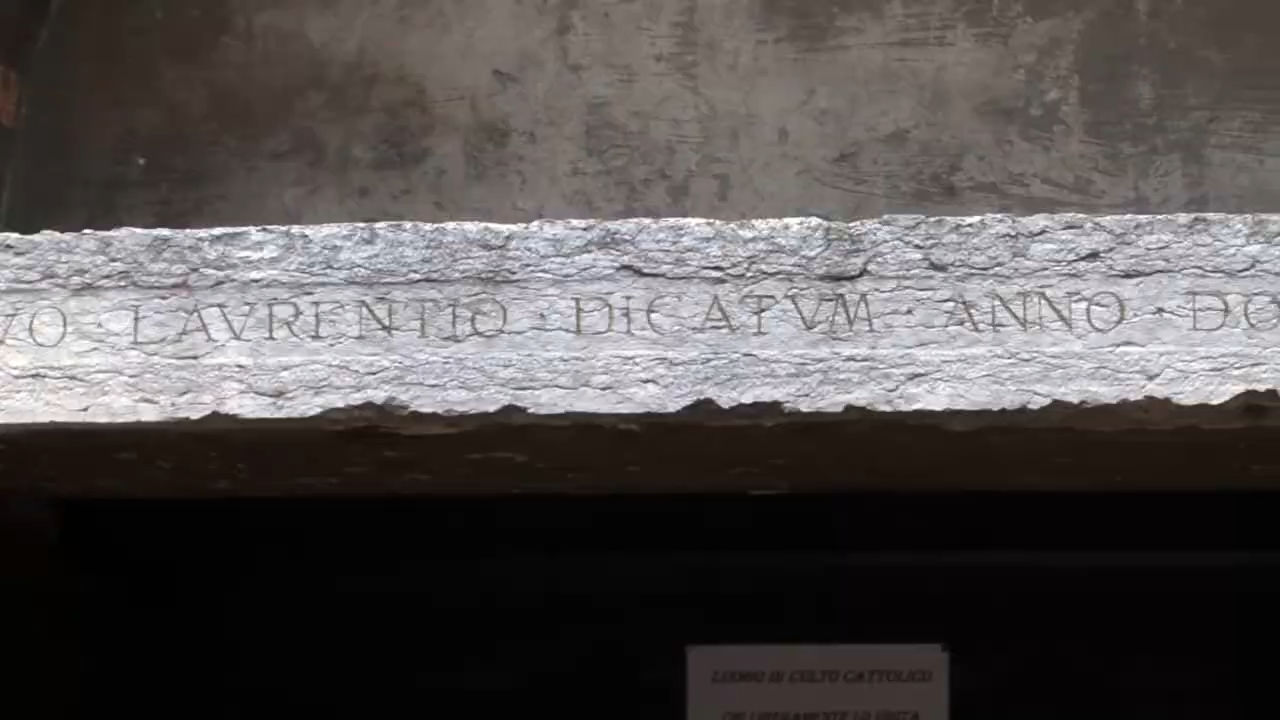 VO · LAVRENTIO · DICATVM · ANNO · DO
LUOGO DI CULTO CATTOLICO